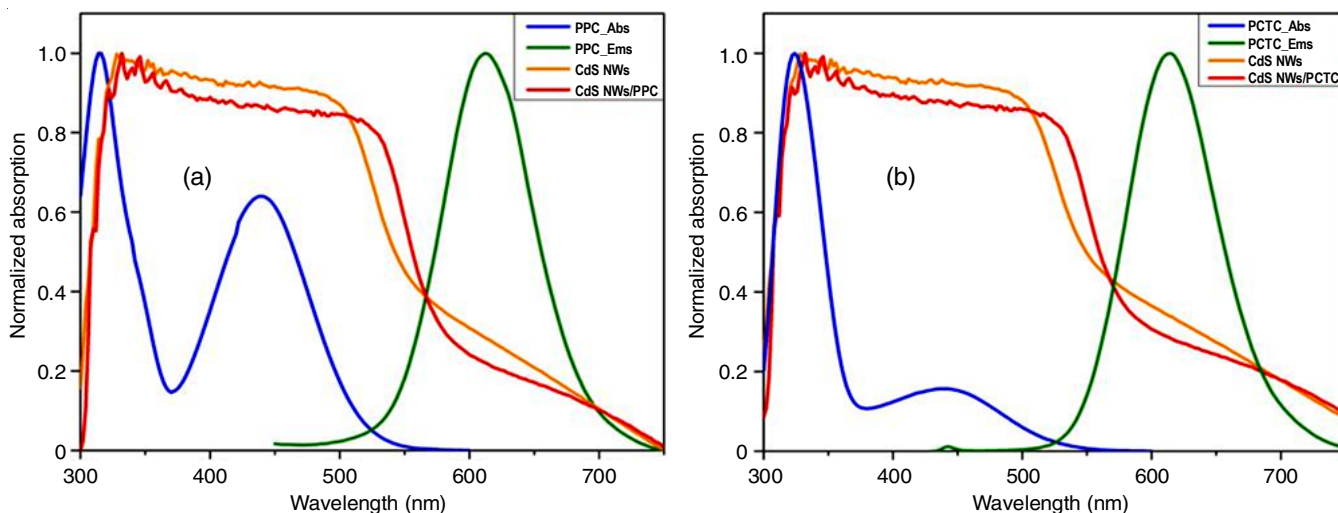 PPC_Abs
PPC_Ems
CdS NWs
CdS NWs/PPC
(a)
Normalized absorption
1.0
0.8
0.6
0.4
0.2
0
300 400 500 600 700
Wavelength (nm)
PCTC_Abs
PCTC_Ems
CdS NWs
CdS NWs/PCTC
(b)
Normalized absorption
1.0
0.8
0.6
0.4
0.2
0
300 400 500 600 700
Wavelength (nm)